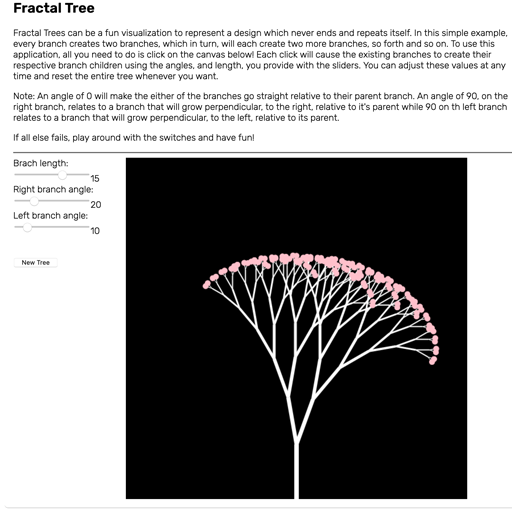 Fractal Tree
Fractal Trees can be a fun visualization to represent a design which never ends and repeats itself. In this simple example,
every branch creates two branches, which in turn, will each create two more branches, so forth and so on. To use this
application, all you need to do is click on the canvas below! Each click will cause the existing branches to create their
respective branch children using the angles, and length, you provide with the sliders. You can adjust these values at any
time and reset the entire tree whenever you want.
Note: An angle of 0 will make the either of the branches go straight relative to their parent branch. An angle of 90, on the
right branch, relates to a branch that will grow perpendicular, to the right, relative to it's parent while 90 on th left branch
relates to a branch that will grow perpendicular, to the left, relative to its parent.
If all else fails, play around with the switches and have fun!
Brach length:
15
Right branch angle:
20
Left branch angle:
10
New Tree